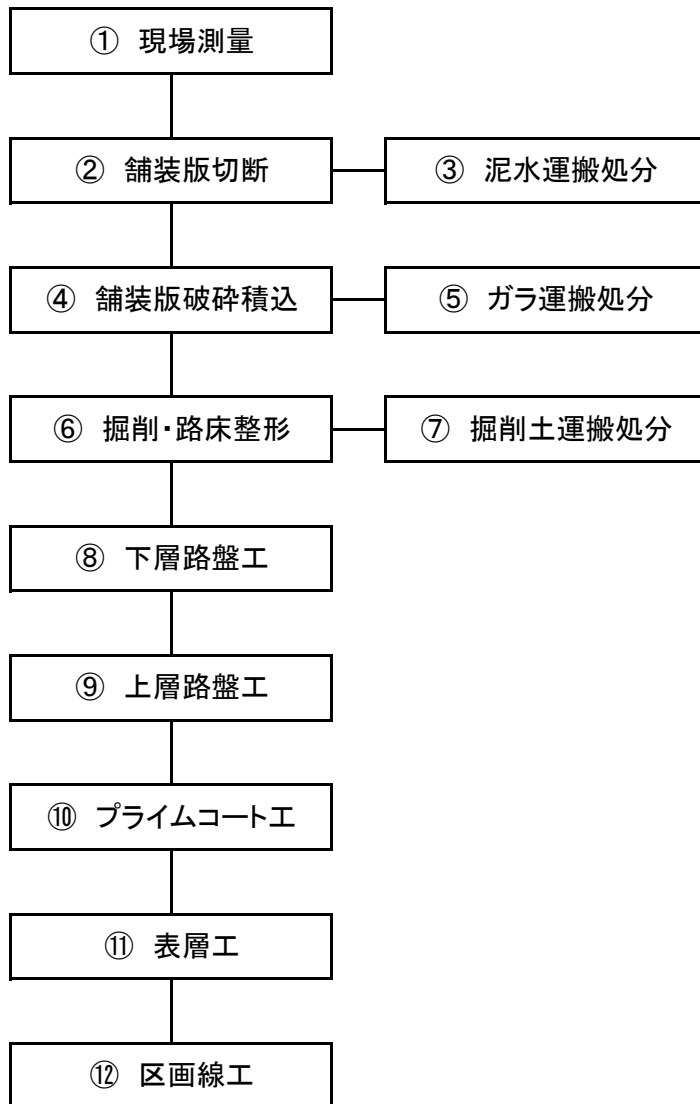 ① 現場測量
② 舗装版切断
③ 泥水運搬処分
④ 舗装版破砕積込
⑤ ガラ運搬処分
⑥ 掘削・路床整形
⑦ 掘削土運搬処分
⑧ 下層路盤工
⑨ 上層路盤工
⑩ プライムコート工
⑪ 表層工
⑫ 区画線工